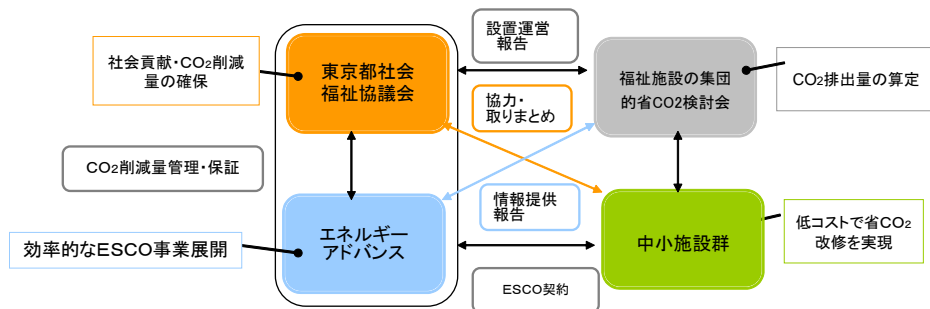 社会貢献・CO2削減
量の確保
東京都社会
福祉協議会
設置運営
報告
福祉施設の集団
的省CO2検討会
CO2排出量の算定
協力・
取りまとめ
CO2削減量管理・保証
情報提供
報告
効率的なESCO事業展開
エネルギー
アドバンス
中小施設群
低コストで省CO2
改修を実現
ESCO契約